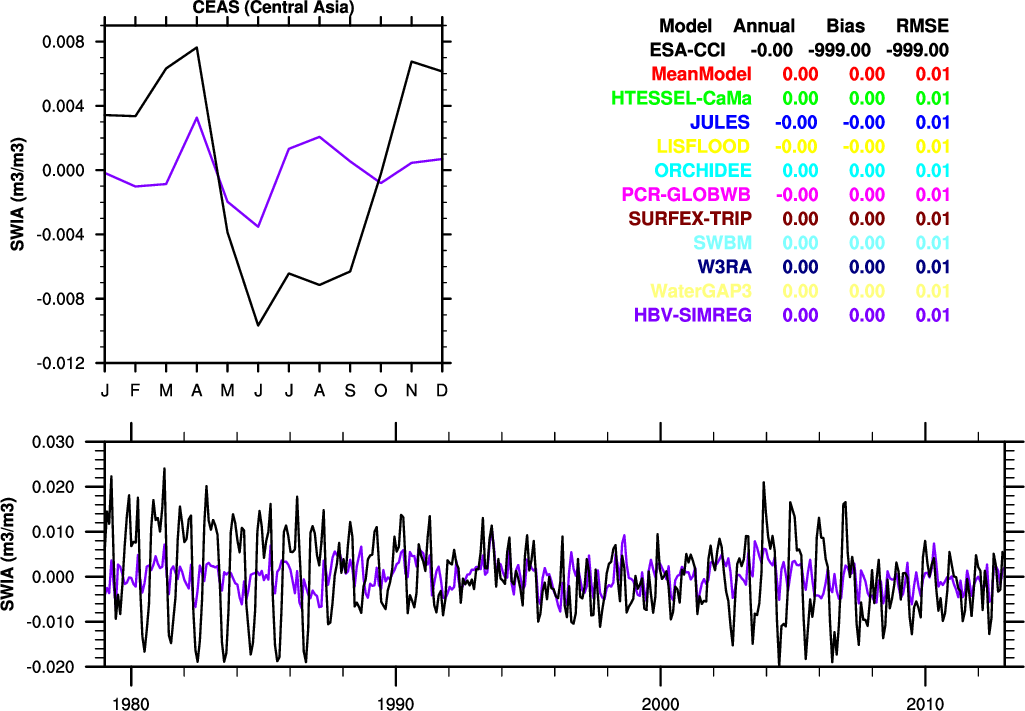 CEAS (Central Asia)
0.008
0.004
0.000
-0.004
-0.008
-0.012
SWIA (m3/m3)
J F M A M J J A S O N D
Model Annual Bias RMSE
ESA-CCI -0.00 -999.00 -999.00
MeanModel 0.00 0.00 0.01
HTESSEL-CaMa 0.00 0.00 0.01
JULES -0.00 -0.00 0.01
LISFLOOD -0.00 -0.00 0.01
ORCHIDEE 0.00 0.00 0.01
PCR-GLOBWB -0.00 0.00 0.01
SURFEX-TRIP 0.00 0.00 0.01
SWBM 0.00 0.00 0.01
W3RA 0.00 0.00 0.01
WaterGAP3 0.00 0.00 0.01
HBV-SIMREG 0.00 0.00 0.01
0.030
0.020
0.010
0.000
-0.010
-0.020
SWIA (m3/m3)
1980 1990 2000 2010